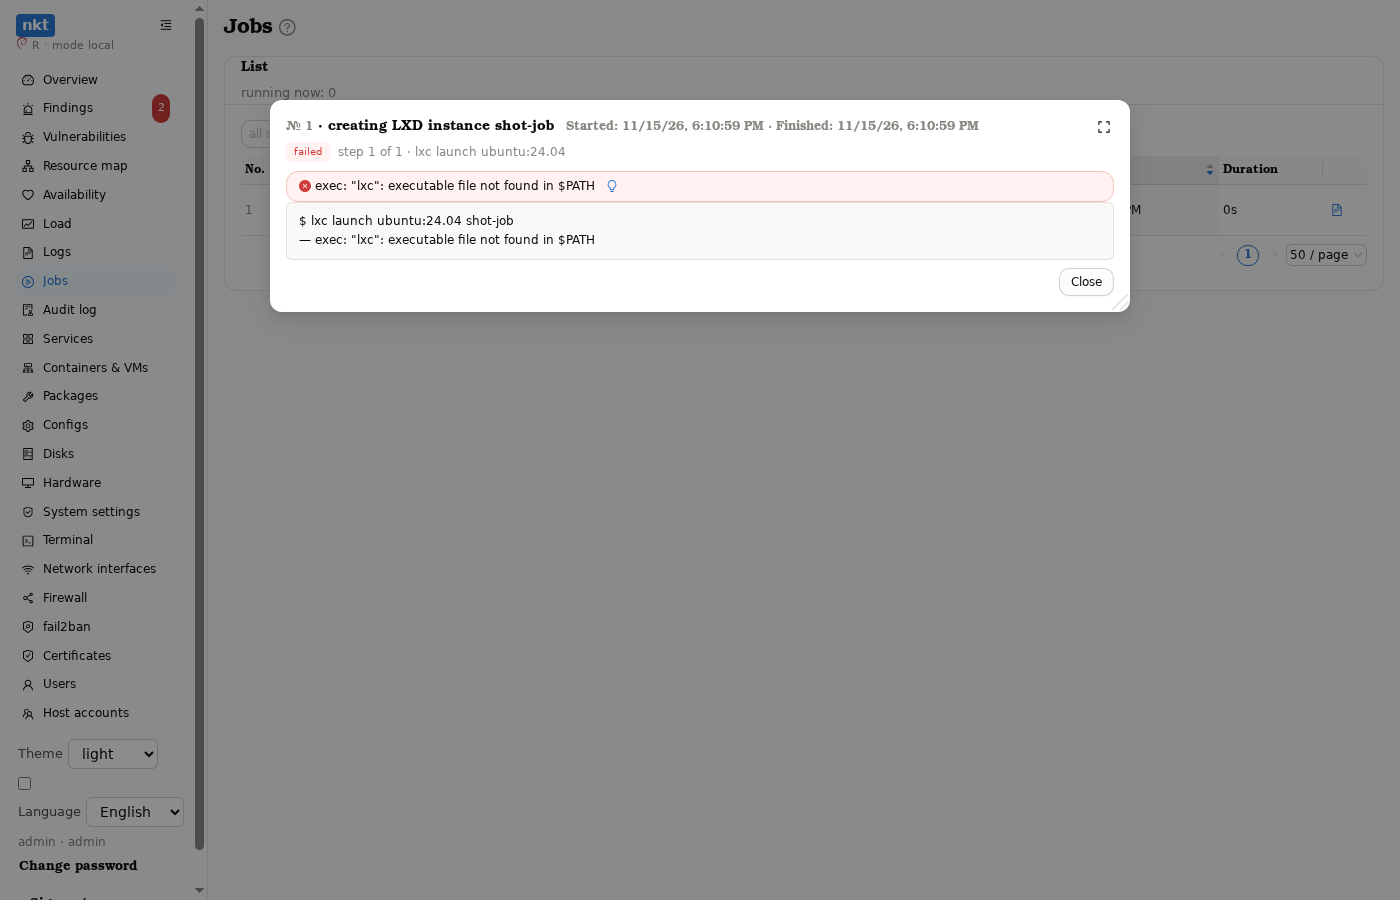 nkt
R · mode local
Overview
Findings
2
Vulnerabilities
Resource map
Availability
Load
Logs
Jobs
Audit log
Services
Containers & VMs
Packages
Configs
Disks
Hardware
System settings
Terminal
Network interfaces
Firewall
fail2ban
Certificates
Users
Host accounts
Theme
light
Language
English
admin · admin
Change password
Jobs
List
running now: 0
all
No.
Duration
1
0s
1
50 / page
№ 1 · creating LXD instance shot-job Started: 11/15/26, 6:10:59 PM · Finished: 11/15/26, 6:10:59 PM
failed step 1 of 1 · lxc launch ubuntu:24.04
exec: "lxc": executable file not found in $PATH
$ lxc launch ubuntu:24.04 shot-job
— exec: "lxc": executable file not found in $PATH
Close